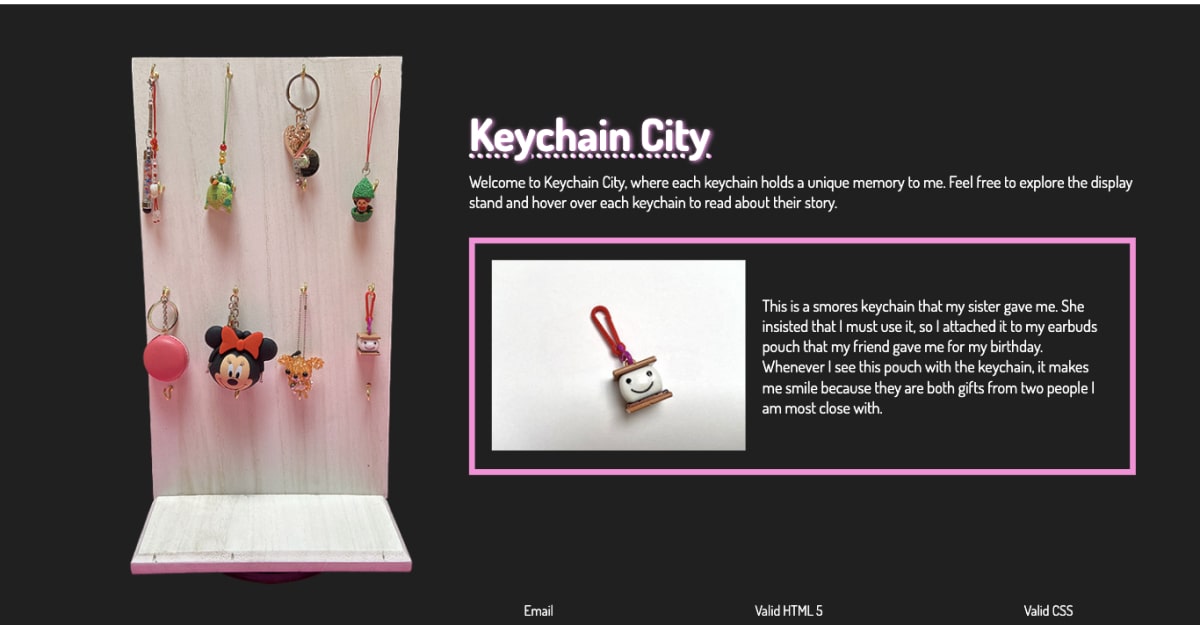 Keychain City
Welcome to Keychain City, where each keychain holds a unique memory to me. Feel free to explore the display
stand and hover over each keychain to read about their story.
This is a smores keychain that my sister gave me. She
insisted that I must use it, so I attached it to my earbuds
pouch that my friend gave me for my birthday.
Whenever I see this pouch with the keychain, it makes
me smile because they are both gifts from two people I
am most close with.
Email
Valid HTML 5
Valid CSS